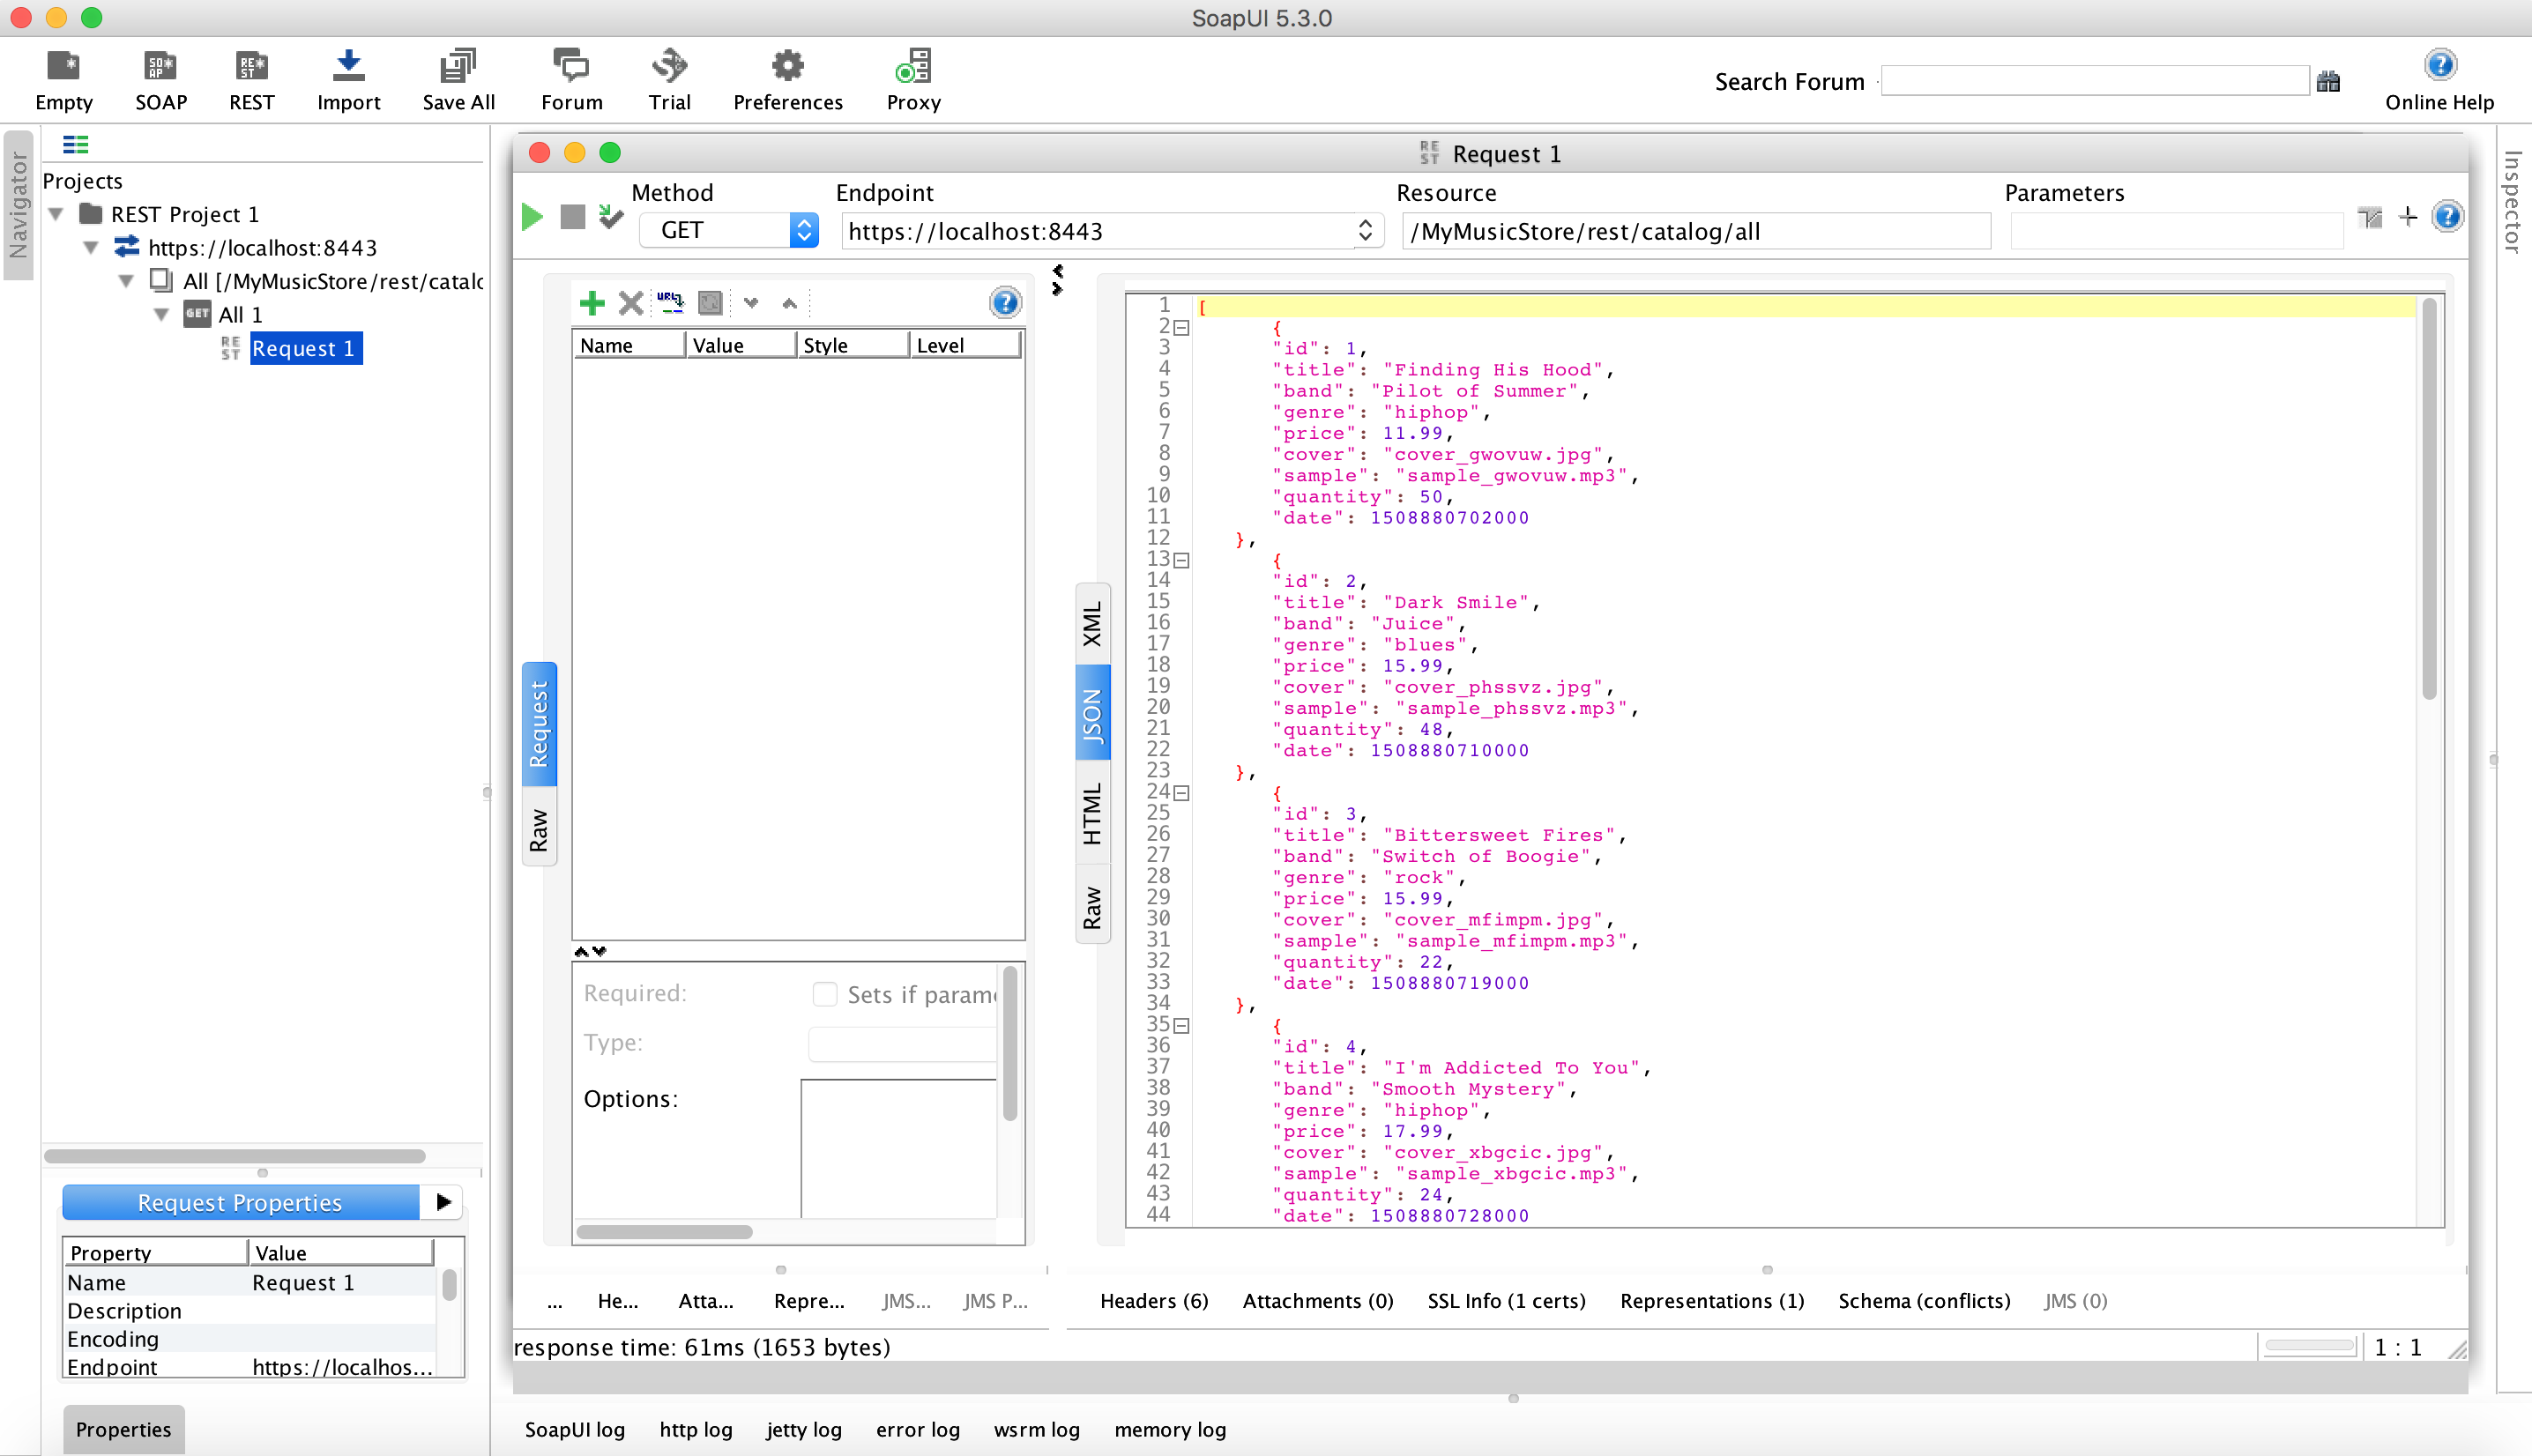 SoapUI 5.3.0
Empty SOAP REST Import Save All Forum Trial Preferences Proxy Search Forum Online Help
Navigator
Projects
REST Project 1
https://localhost:8443
All [/MyMusicStore/rest/catalo
GET All 1
REST Request 1
Request Properties
Property Value
Name Request 1
Description
Encoding
Endpoint https://localhos...
Properties
REST Request 1
Method Endpoint Resource Parameters
GET https://localhost:8443 /MyMusicStore/rest/catalog/all
Request
Raw
Name Value Style Level
Required: Sets if parame
Type:
Options:
XML
JSON
HTML
Raw
1 [
2 {
3 "id": 1,
4 "title": "Finding His Hood",
5 "band": "Pilot of Summer",
6 "genre": "hiphop",
7 "price": 11.99,
8 "cover": "cover_gwovuw.jpg",
9 "sample": "sample_gwovuw.mp3",
10 "quantity": 50,
11 "date": 1508880702000
12 },
13 {
14 "id": 2,
15 "title": "Dark Smile",
16 "band": "Juice",
17 "genre": "blues",
18 "price": 15.99,
19 "cover": "cover_phssvz.jpg",
20 "sample": "sample_phssvz.mp3",
21 "quantity": 48,
22 "date": 1508880710000
23 },
24 {
25 "id": 3,
26 "title": "Bittersweet Fires",
27 "band": "Switch of Boogie",
28 "genre": "rock",
29 "price": 15.99,
30 "cover": "cover_mfimpm.jpg",
31 "sample": "sample_mfimpm.mp3",
32 "quantity": 22,
33 "date": 1508880719000
34 },
35 {
36 "id": 4,
37 "title": "I'm Addicted To You",
38 "band": "Smooth Mystery",
39 "genre": "hiphop",
40 "price": 17.99,
41 "cover": "cover_xbgcic.jpg",
42 "sample": "sample_xbgcic.mp3",
43 "quantity": 24,
44 "date": 1508880728000
... He... Atta... Repre... JMS... JMS P...
Headers (6) Attachments (0) SSL Info (1 certs) Representations (1) Schema (conflicts) JMS (0)
response time: 61ms (1653 bytes) 1 : 1
SoapUI log http log jetty log error log wsrm log memory log
Inspector